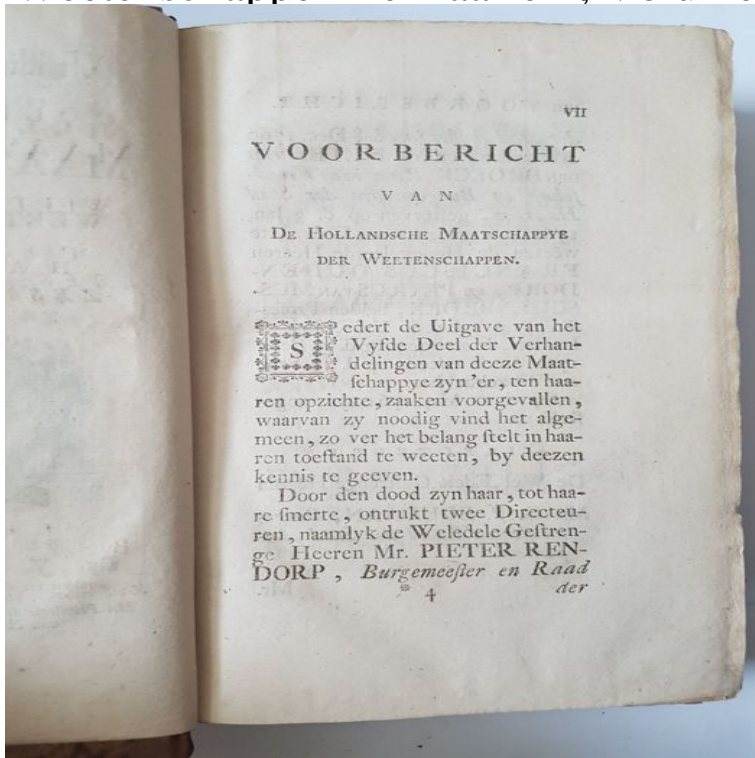 VII
VOORBERICHT
VAN
DE HOLLANDSCHE MAATSCHAPPYE
DER WEETENSCHAPPEN.
Sedert de Uitgave van het
Vyfde Deel der Verhan-
delingen van deeze Maat-
ſchappye zyn 'er, ten haa-
ren opzichte, zaaken voorgevallen,
waarvan zy noodig vind het alge-
meen, zo ver het belang ſtelt in haa-
ren toeſtand te weeten, by deezen
kennis te geeven.
Door den dood zyn haar, tot haa-
re ſmerte, ontrukt twee Directeu-
ren, naamlyk de Weledele Geſtren-
ge Heeren Mr. PIETER REN-
DORP, Burgemeeſter en Raad
* 4 der